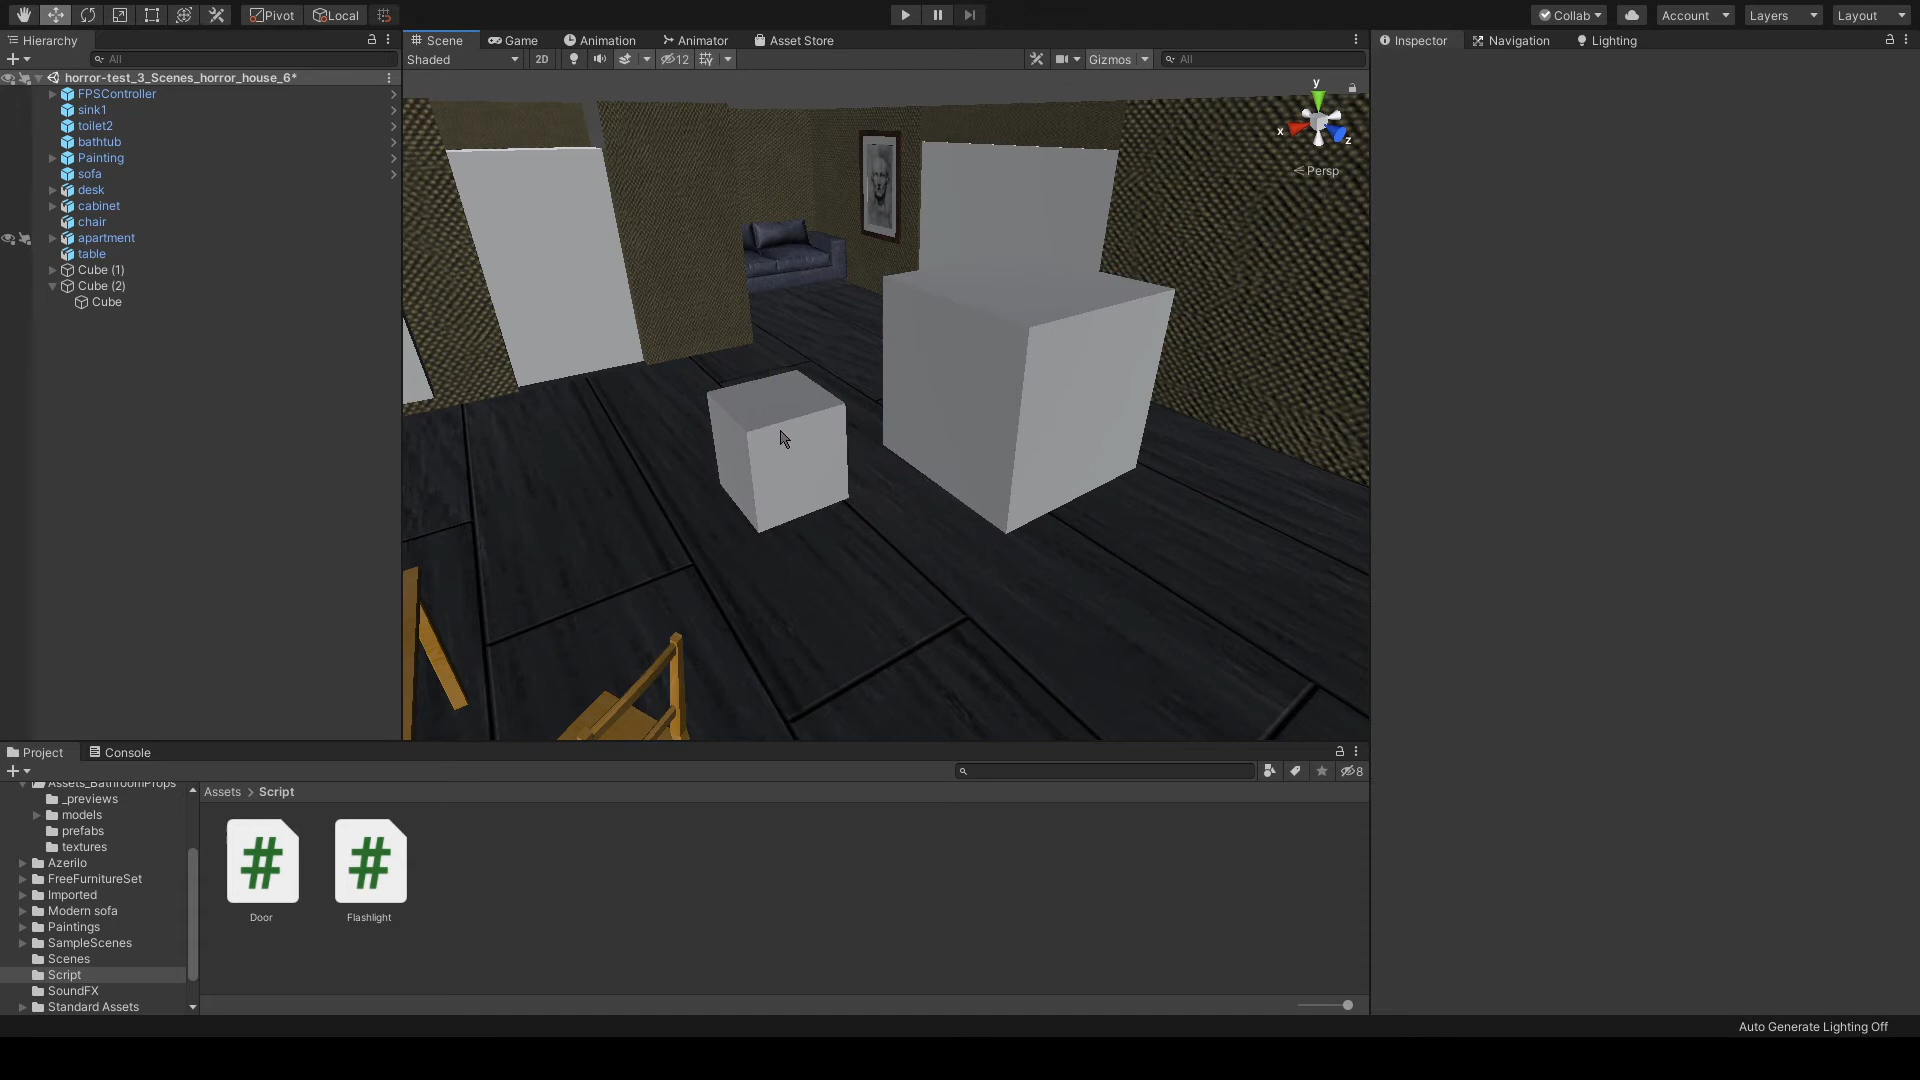 Pivot
Local
Collab
Account
Layers
Layout
Hierarchy
Scene
Game
Animation
Animator
Asset Store
Inspector
Navigation
Lighting
All
Shaded
2D
12
Gizmos
All
horror-test_3_Scenes_horror_house_6*
FPSController
sink1
toilet2
bathtub
Painting
sofa
desk
cabinet
chair
apartment
table
Cube (1)
Cube (2)
Cube
y
x
z
Persp
Project
Console
8
Assets_BathroomProps
_previews
models
prefabs
textures
Azerilo
FreeFurnitureSet
Imported
Modern sofa
Paintings
SampleScenes
Scenes
Script
SoundFX
Standard Assets
Assets > Script
Door
Flashlight
Auto Generate Lighting Off